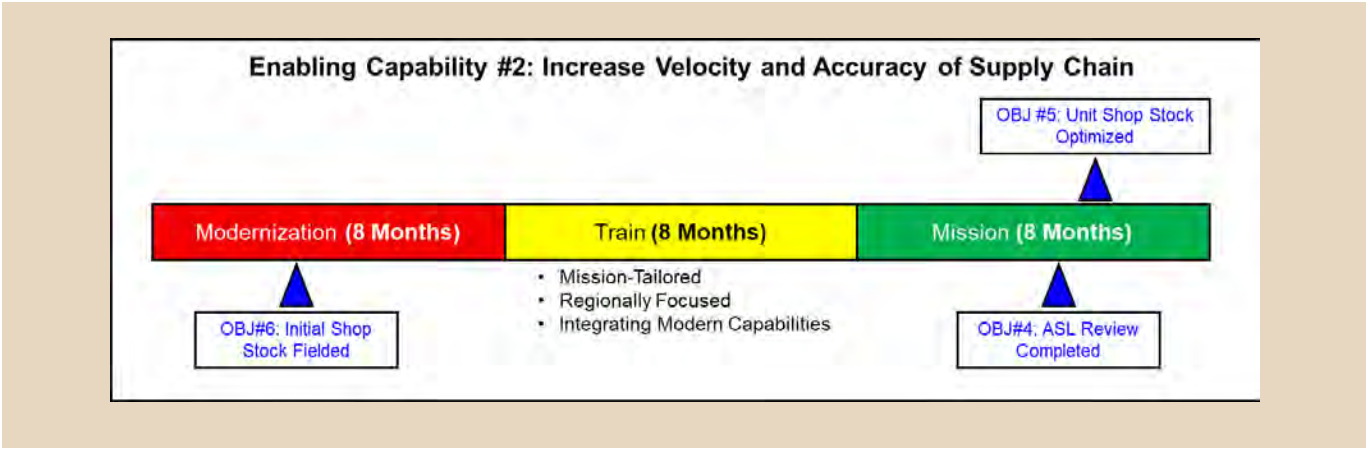 Enabling Capability #2: Increase Velocity and Accuracy of Supply Chain
OBJ #5: Unit Shop Stock
Optimized
Modernization (8 Months)
Train (8 Months)
Mission (8 Months)
• Mission-Tailored
• Regionally Focused
• Integrating Modern Capabilities
OBJ#6: Initial Shop
Stock Fielded
OBJ#4: ASL Review
Completed